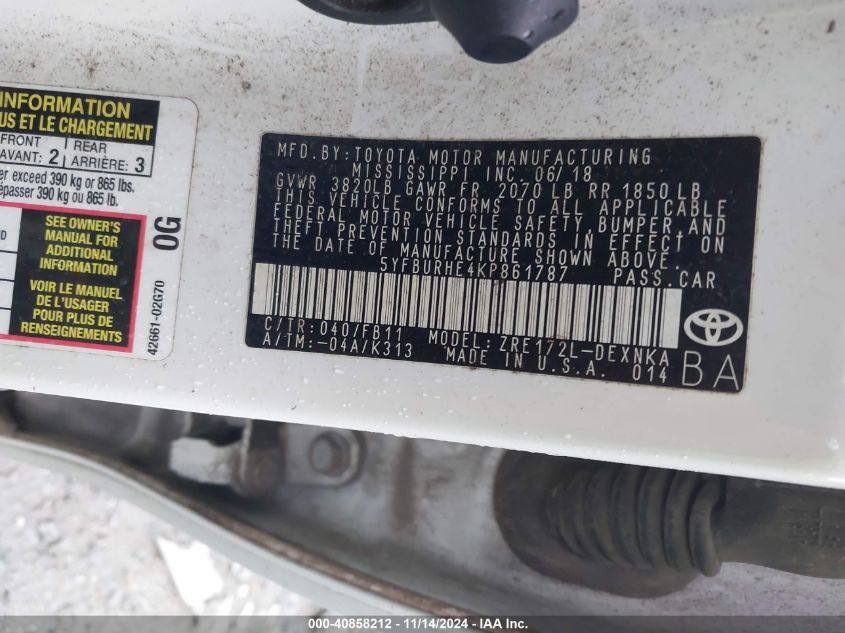 INFORMATION
US ET LE CHARGEMENT
FRONT
AVANT: 2
REAR
ARRIÈRE: 3
er exceed 390 kg or 865 lbs.
épasser 390 kg ou 865 lb.
SEE OWNER'S
MANUAL FOR
ADDITIONAL
INFORMATION
VOIR LE MANUEL
DE L'USAGER
POUR PLUS DE
RENSEIGNEMENTS
0G
42661-02G70
MFD.BY: TOYOTA MOTOR MANUFACTURING
MISSISSIPPI INC. 06/18
GVWR 3820LB GAWR FR 2070 LB RR 1850 LB
THIS VEHICLE CONFORMS TO ALL APPLICABLE
FEDERAL MOTOR VEHICLE SAFETY, BUMPER, AND
THEFT PREVENTION STANDARDS IN EFFECT ON
THE DATE OF MANUFACTURE SHOWN ABOVE.
5YFBURHE4KP861787 PASS.CAR
C/TR: 040/FB11 MODEL: ZRE172L-DEXNKA
A/TM: -04A/K313 MADE IN U.S.A. 014
BA
000-40858212 - 11/14/2024 - IAA Inc.